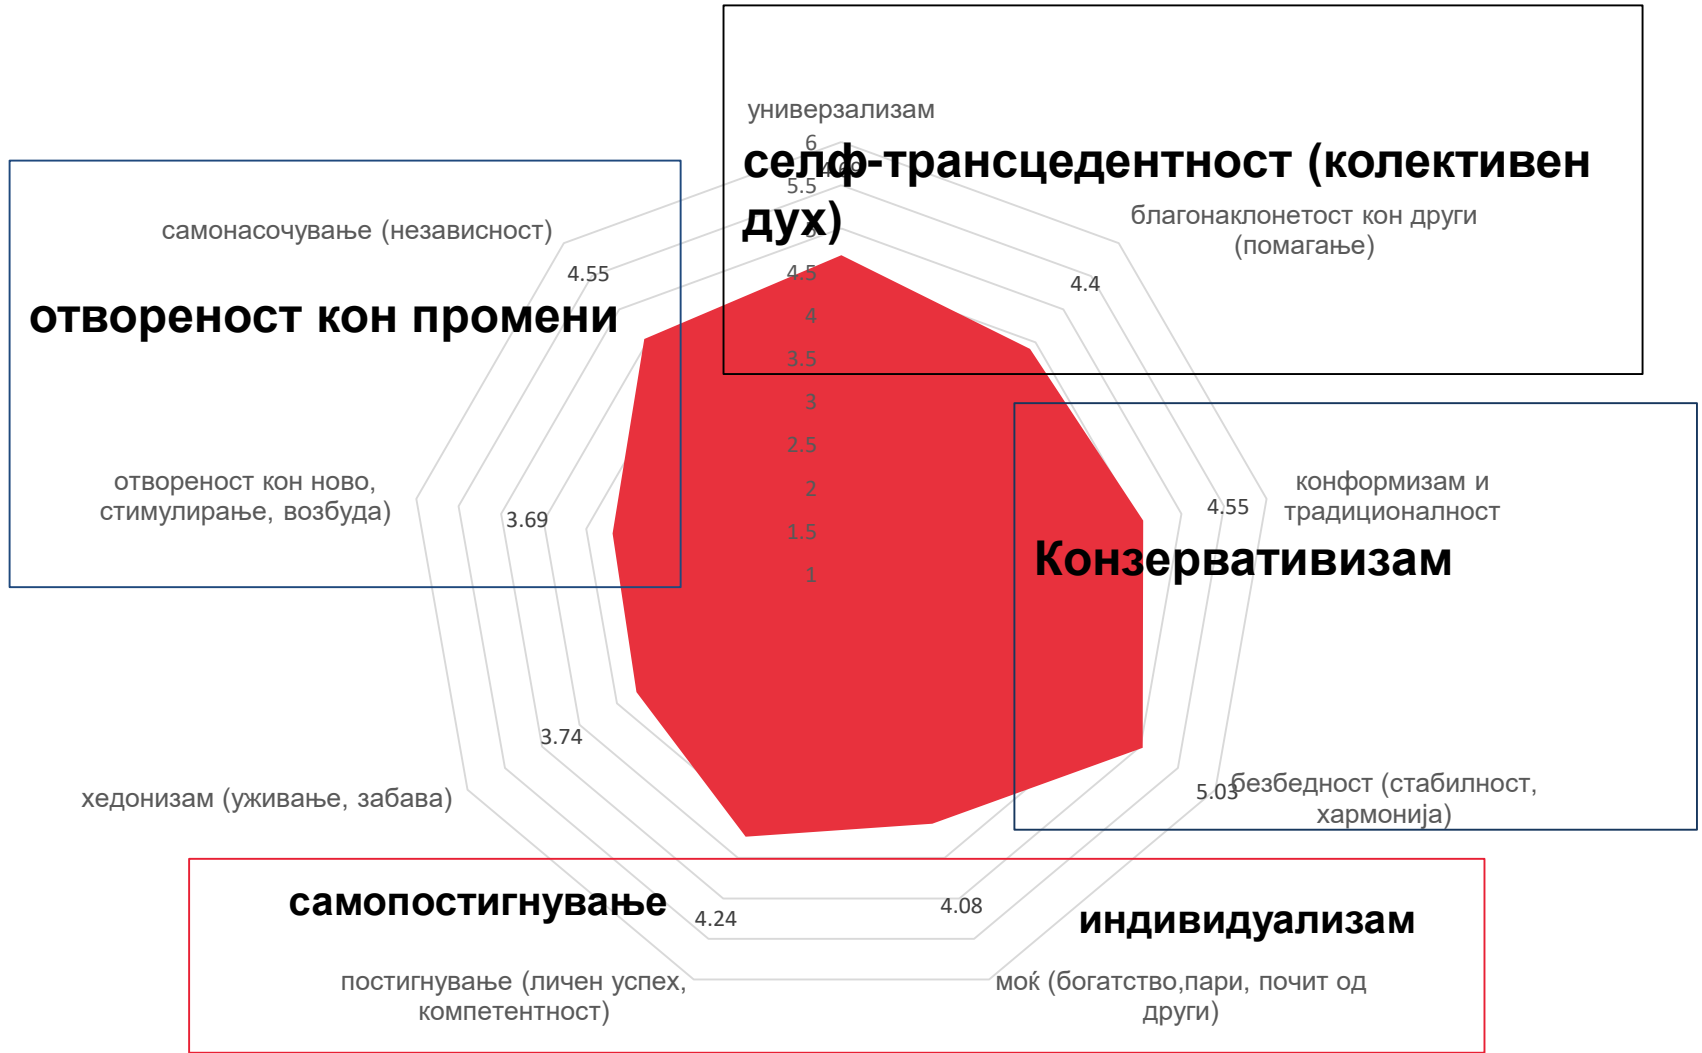 универзализам
6
селф-трансцедентност (колективен
4.69
5.5
дух)
5
благонаклонетост кон други
(помагање)
самонасочување (независност)
4.55
4.5
4.4
отвореност кон промени
4
3.5
3
2.5
отвореност кон ново,
стимулирање, возбуда)
3.69
2
конформизам и
традиционалност
4.55
1.5
Конзервативизам
1
3.74
хедонизам (уживање, забава)
5.03
безбедност (стабилност,
хармонија)
самопостигнување
4.24
4.08
индивидуализам
постигнување (личен успех,
компетентност)
моќ (богатство,пари, почит од
други)